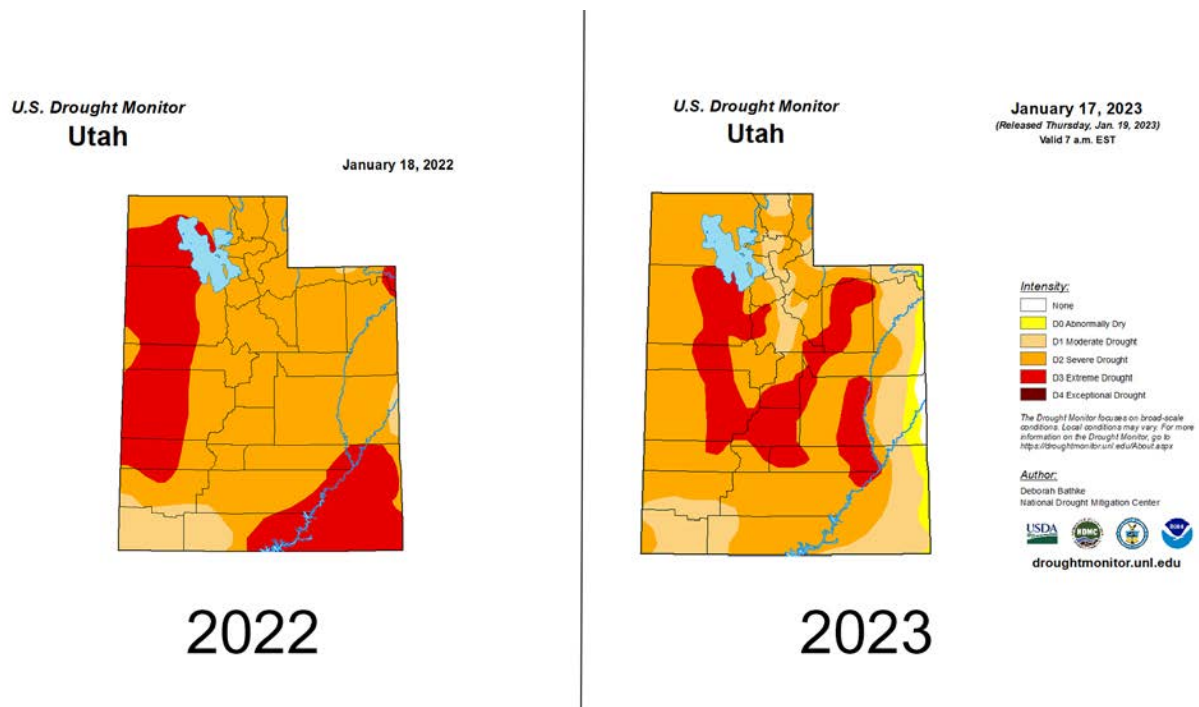 U.S. Drought Monitor
Utah
January 18, 2022
2022
U.S. Drought Monitor
Utah
January 17, 2023
(Released Thursday, Jan. 19, 2023)
Valid 7 a.m. EST
Intensity:
None
D0 Abnormally Dry
D1 Moderate Drought
D2 Severe Drought
D3 Extreme Drought
D4 Exceptional Drought
The Drought Monitor focuses on broad-scale
conditions. Local conditions may vary. For more
information on the Drought Monitor, go to
https://droughtmonitor.unl.edu/About.aspx
Author:
Deborah Bathke
National Drought Mitigation Center
USDA
NDMC
droughtmonitor.unl.edu
2023